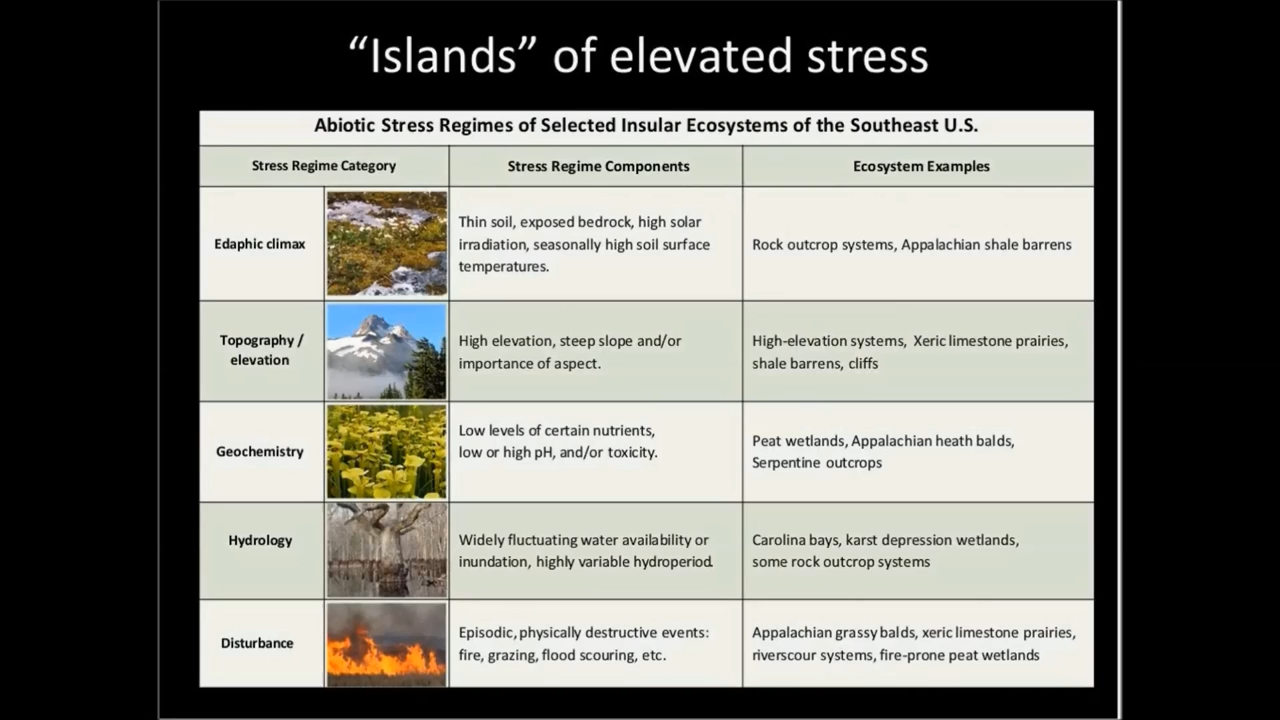 “Islands” of elevated stress
Abiotic Stress Regimes of Selected Insular Ecosystems of the Southeast U.S.
Stress Regime Category
Stress Regime Components
Ecosystem Examples
Edaphic climax
Thin soil, exposed bedrock, high solar
irradiation, seasonally high soil surface
temperatures.
Rock outcrop systems, Appalachian shale barrens
Topography /
elevation
High elevation, steep slope and/or
importance of aspect.
High-elevation systems, Xeric limestone prairies,
shale barrens, cliffs
Geochemistry
Low levels of certain nutrients,
low or high pH, and/or toxicity.
Peat wetlands, Appalachian heath balds,
Serpentine outcrops
Hydrology
Widely fluctuating water availability or
inundation, highly variable hydroperiod.
Carolina bays, karst depression wetlands,
some rock outcrop systems
Disturbance
Episodic, physically destructive events:
fire, grazing, flood scouring, etc.
Appalachian grassy balds, xeric limestone prairies,
riverscour systems, fire-prone peat wetlands